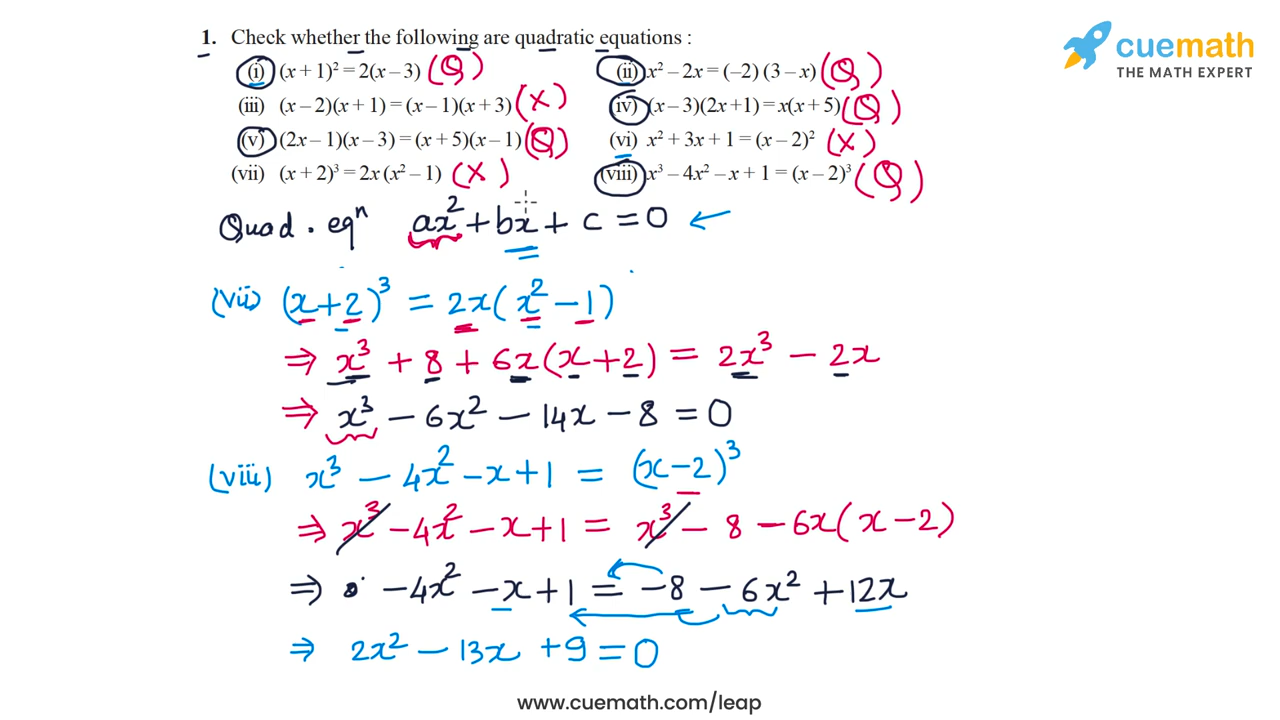 1. Check whether the following are quadratic equations :
(i) (x + 1)² = 2(x – 3) (Q) (ii) x² – 2x = (–2) (3 – x) (Q)
(iii) (x – 2)(x + 1) = (x – 1)(x + 3) (X) (iv) (x – 3)(2x + 1) = x(x + 5) (Q)
(v) (2x – 1)(x – 3) = (x + 5)(x – 1) (Q) (vi) x² + 3x + 1 = (x – 2)² (X)
(vii) (x + 2)³ = 2x (x² – 1) (X) (viii) x³ – 4x² – x + 1 = (x – 2)³ (Q)
cuemath
THE MATH EXPERT
Quad. eqⁿ ax² + bx + c = 0 ←
(vii) (x+2)³ = 2x(x² – 1)
⇒ x³ + 8 + 6x(x+2) = 2x³ – 2x
⇒ x³ – 6x² – 14x – 8 = 0
(viii) x³ – 4x² – x + 1 = (x–2)³
⇒ x³ – 4x² – x + 1 = x³ – 8 – 6x(x – 2)
⇒ –4x² – x + 1 = –8 – 6x² + 12x
⇒ 2x² – 13x + 9 = 0
www.cuemath.com/leap